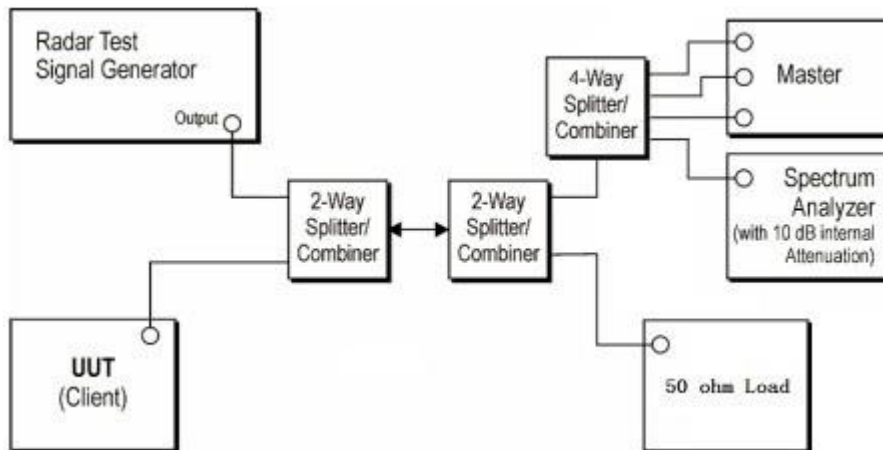 Radar Test
Signal Generator
Output
4-Way
Splitter/
Combiner
Master
2-Way
Splitter/
Combiner
2-Way
Splitter/
Combiner
Spectrum
Analyzer
(with 10 dB internal
Attenuation)
UUT
(Client)
50 ohm Load